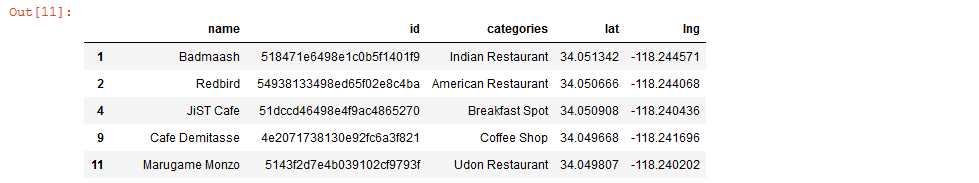 Out[11]:
name id categories lat lng
1 Badmaash 518471e6498e1c0b5f1401f9 Indian Restaurant 34.051342 -118.244571
2 Redbird 54938133498ed65f02e8c4ba American Restaurant 34.050666 -118.244068
4 JiST Cafe 51dccd46498e4f9ac4865270 Breakfast Spot 34.050908 -118.240436
9 Cafe Demitasse 4e2071738130e92fc6a3f821 Coffee Shop 34.049668 -118.241696
11 Marugame Monzo 5143f2d7e4b039102cf9793f Udon Restaurant 34.049807 -118.240202